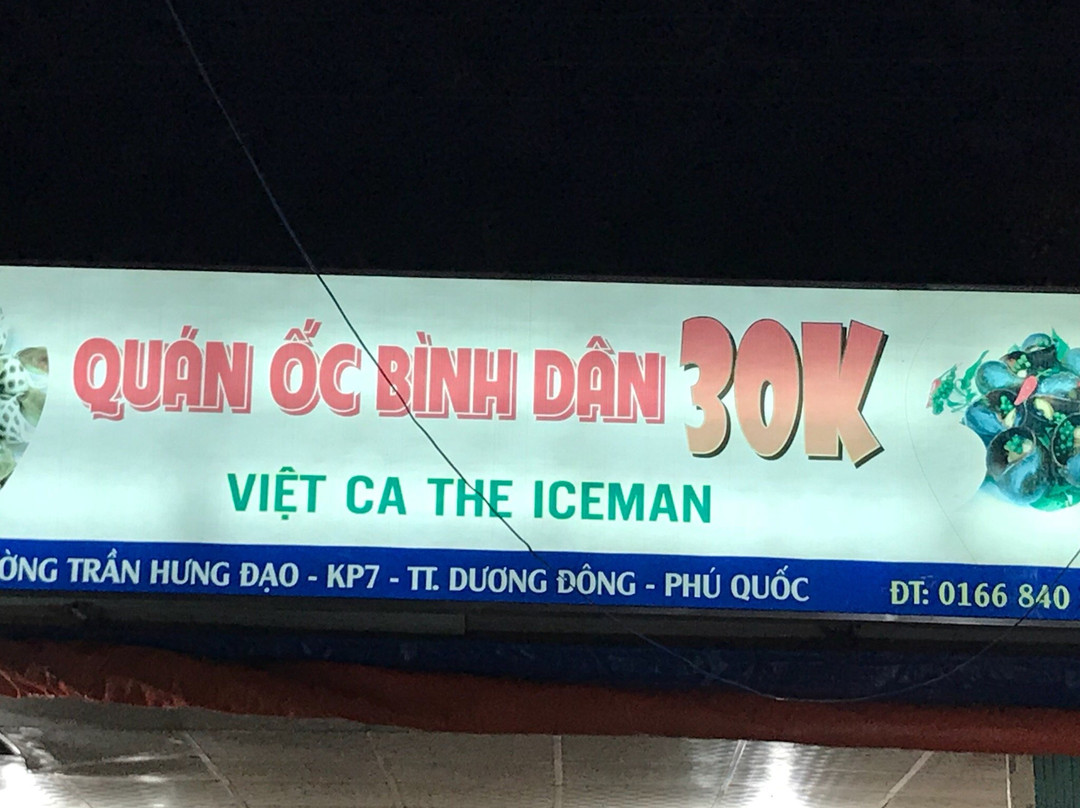 QUÁN ỐC BÌNH DÂN 30K
VIỆT CA THE ICEMAN
TRẦN HƯNG ĐẠO - KP7 - TT. DƯƠNG ĐÔNG - PHÚ QUỐC ĐT: 0166 840